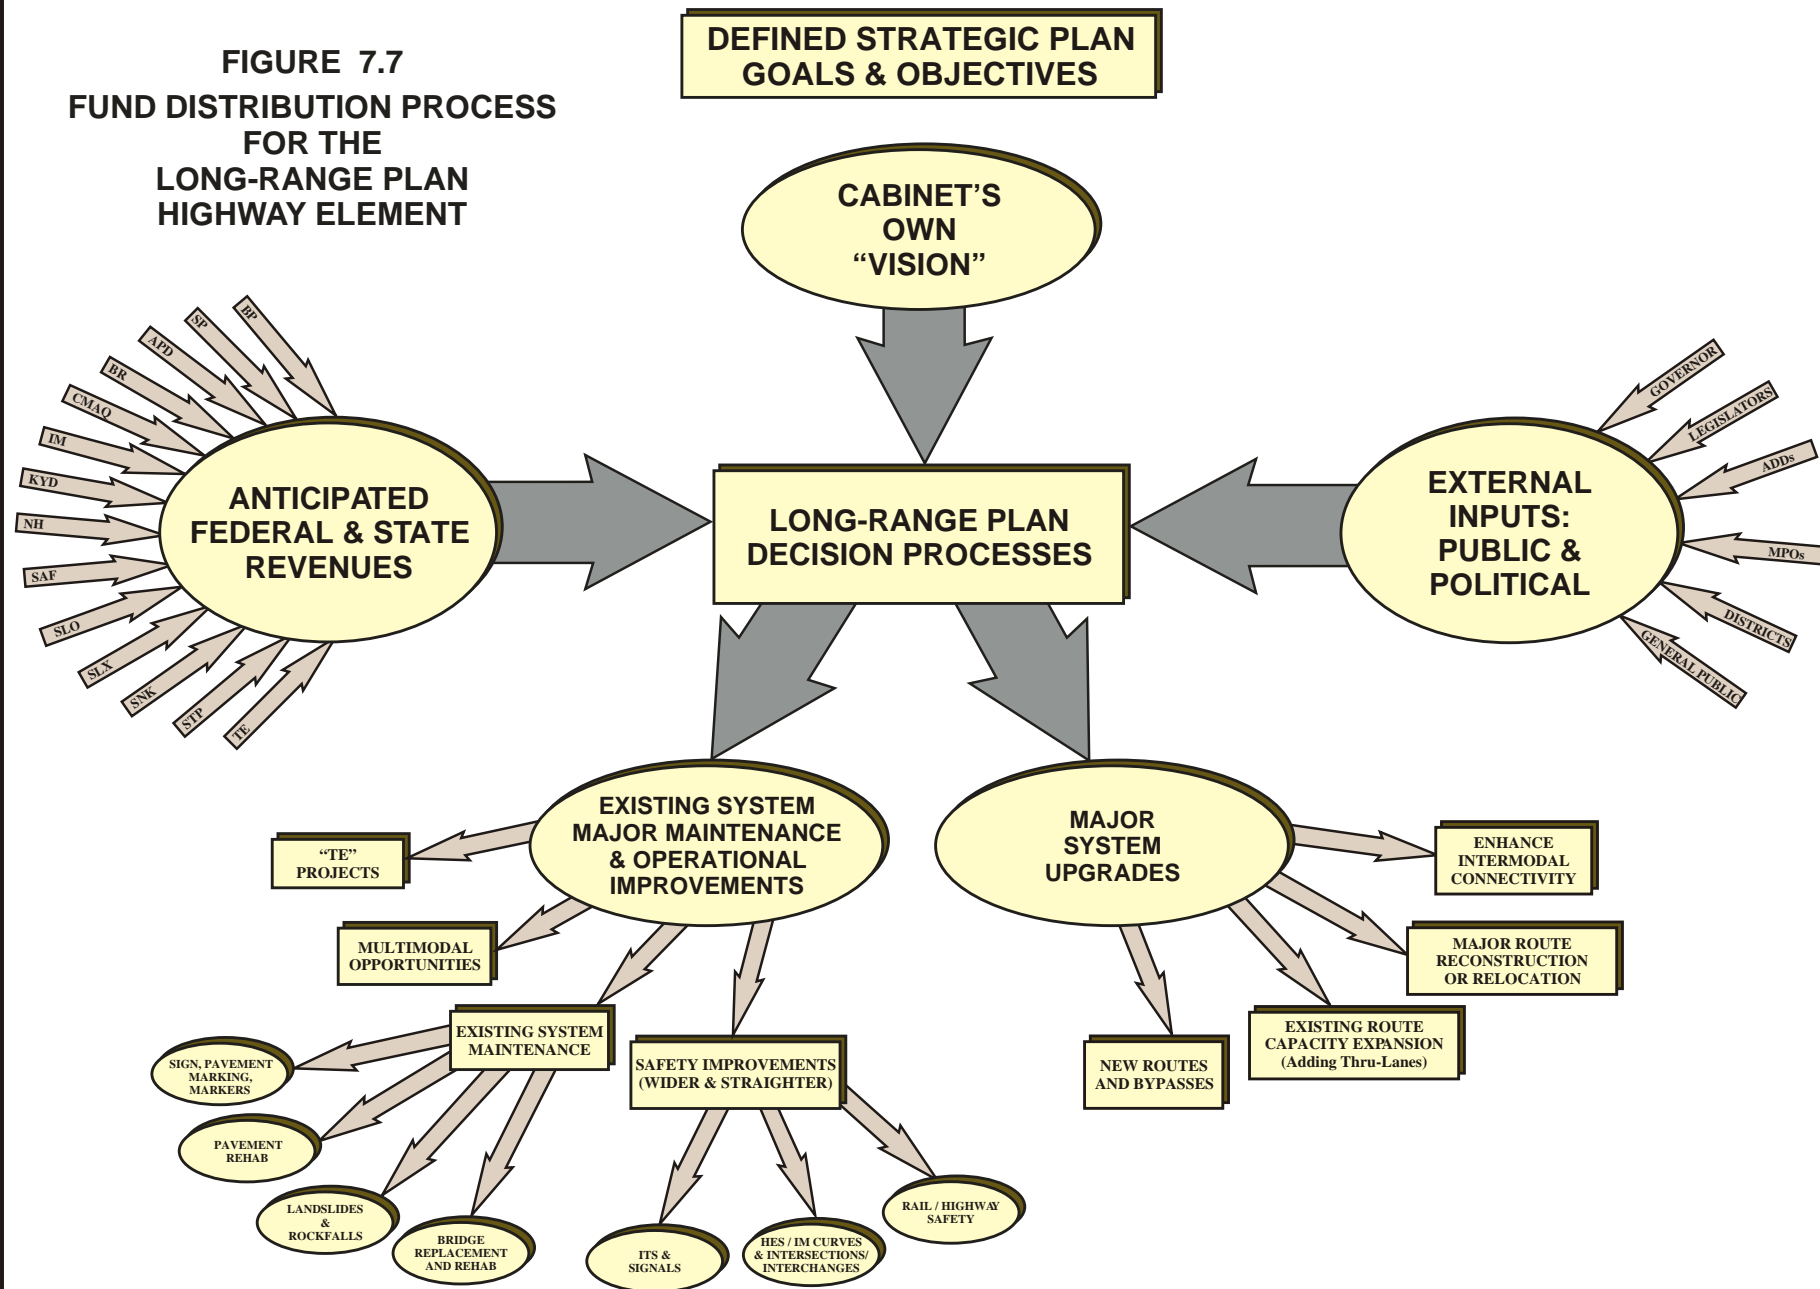 FIGURE 7.7
FUND DISTRIBUTION PROCESS
FOR THE
LONG-RANGE PLAN
HIGHWAY ELEMENT
DEFINED STRATEGIC PLAN
GOALS & OBJECTIVES
CABINET’S
OWN
“VISION”
BP
SP
APD
BR
CMAQ
IM
KYD
NH
SAF
SLO
SLX
SNK
STP
TE
ANTICIPATED
FEDERAL & STATE
REVENUES
LONG-RANGE PLAN
DECISION PROCESSES
EXTERNAL
INPUTS:
PUBLIC &
POLITICAL
GOVERNOR
LEGISLATORS
ADDs
MPOs
DISTRICTS
GENERAL PUBLIC
EXISTING SYSTEM
MAJOR MAINTENANCE
& OPERATIONAL
IMPROVEMENTS
MAJOR
SYSTEM
UPGRADES
“TE”
PROJECTS
MULTIMODAL
OPPORTUNITIES
EXISTING SYSTEM
MAINTENANCE
SAFETY IMPROVEMENTS
(WIDER & STRAIGHTER)
NEW ROUTES
AND BYPASSES
EXISTING ROUTE
CAPACITY EXPANSION
(Adding Thru-Lanes)
MAJOR ROUTE
RECONSTRUCTION
OR RELOCATION
ENHANCE
INTERMODAL
CONNECTIVITY
SIGN, PAVEMENT
MARKING,
MARKERS
PAVEMENT
REHAB
LANDSLIDES
&
ROCKFALLS
BRIDGE
REPLACEMENT
AND REHAB
ITS &
SIGNALS
HES / IM CURVES
& INTERSECTIONS/
INTERCHANGES
RAIL / HIGHWAY
SAFETY